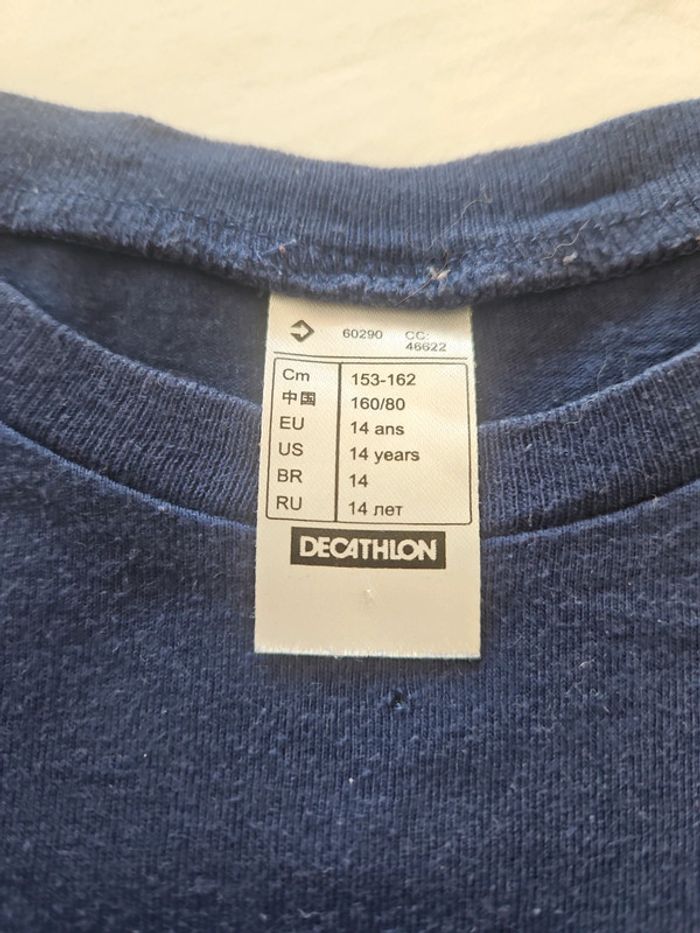 60290 CC:
46622
Cm 153-162
中国 160/80
EU 14 ans
US 14 years
BR 14
RU 14 лет
DECATHLON